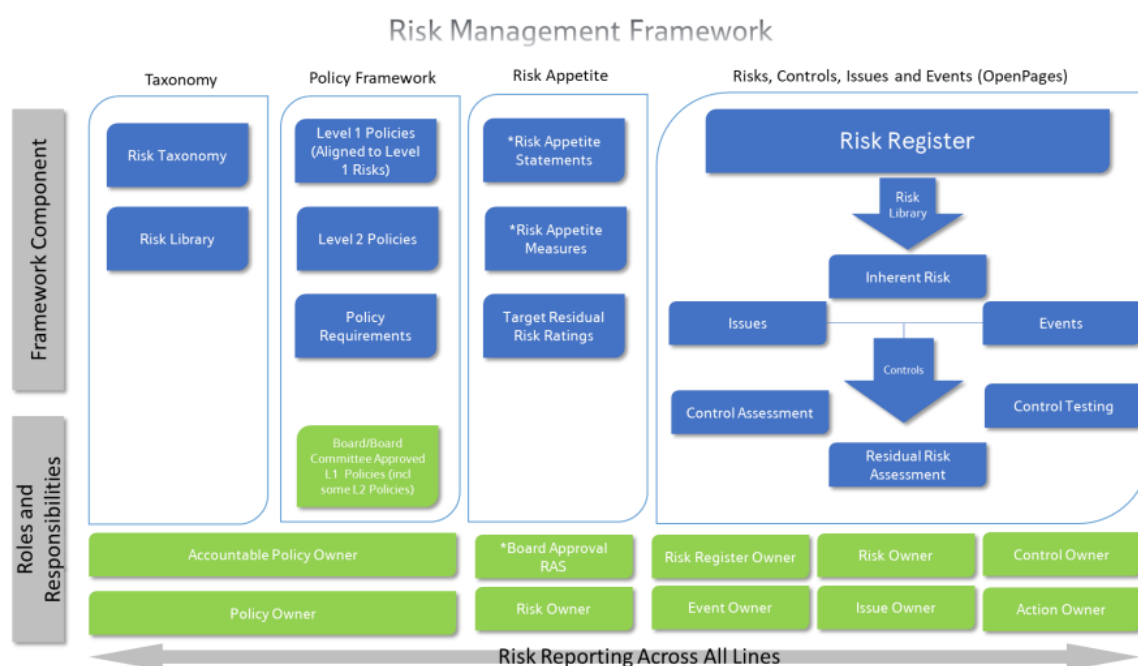 Risk Management Framework
Taxonomy
Policy Framework
Risk Appetite
Risks, Controls, Issues and Events (OpenPages)
Framework Component
Risk Taxonomy
Risk Library
Level 1 Policies
(Aligned to Level
1 Risks)
Level 2 Policies
Policy
Requirements
*Risk Appetite
Statements
*Risk Appetite
Measures
Target Residual
Risk Ratings
Risk Register
Risk
Library
Inherent Risk
Issues
Events
Controls
Control Assessment
Control Testing
Residual Risk
Assessment
Roles and
Responsibilities
Board/Board
Committee Approved
L1 Policies (incl
some L2 Policies)
Accountable Policy Owner
*Board Approval
RAS
Risk Register Owner
Risk Owner
Control Owner
Policy Owner
Risk Owner
Event Owner
Issue Owner
Action Owner
Risk Reporting Across All Lines